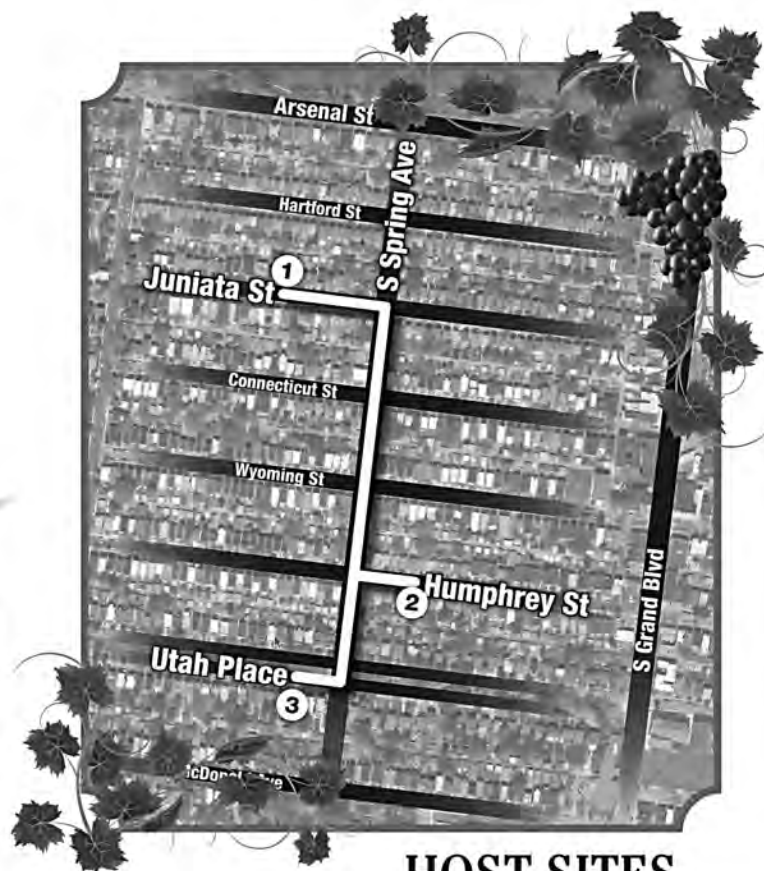 Arsenal St
S Spring Ave
Hartford St
1
Juniata St
Connecticut St
Wyoming St
2
Humphrey St
S Grand Blvd
Utah Place
3
HOST SITES